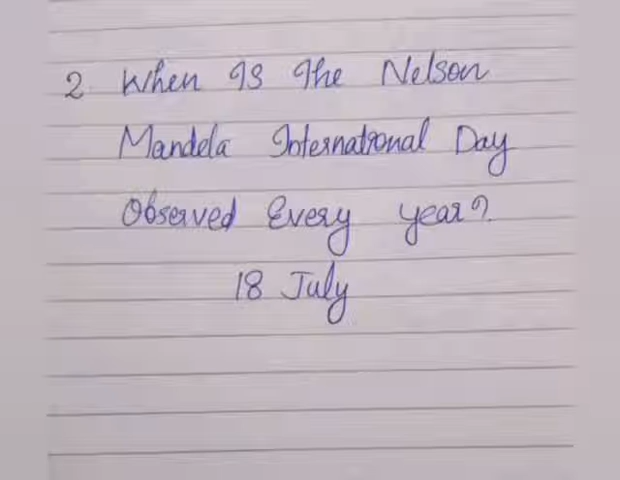 2. When Is The Nelson
Mandela International Day
Observed Every year?
18 July